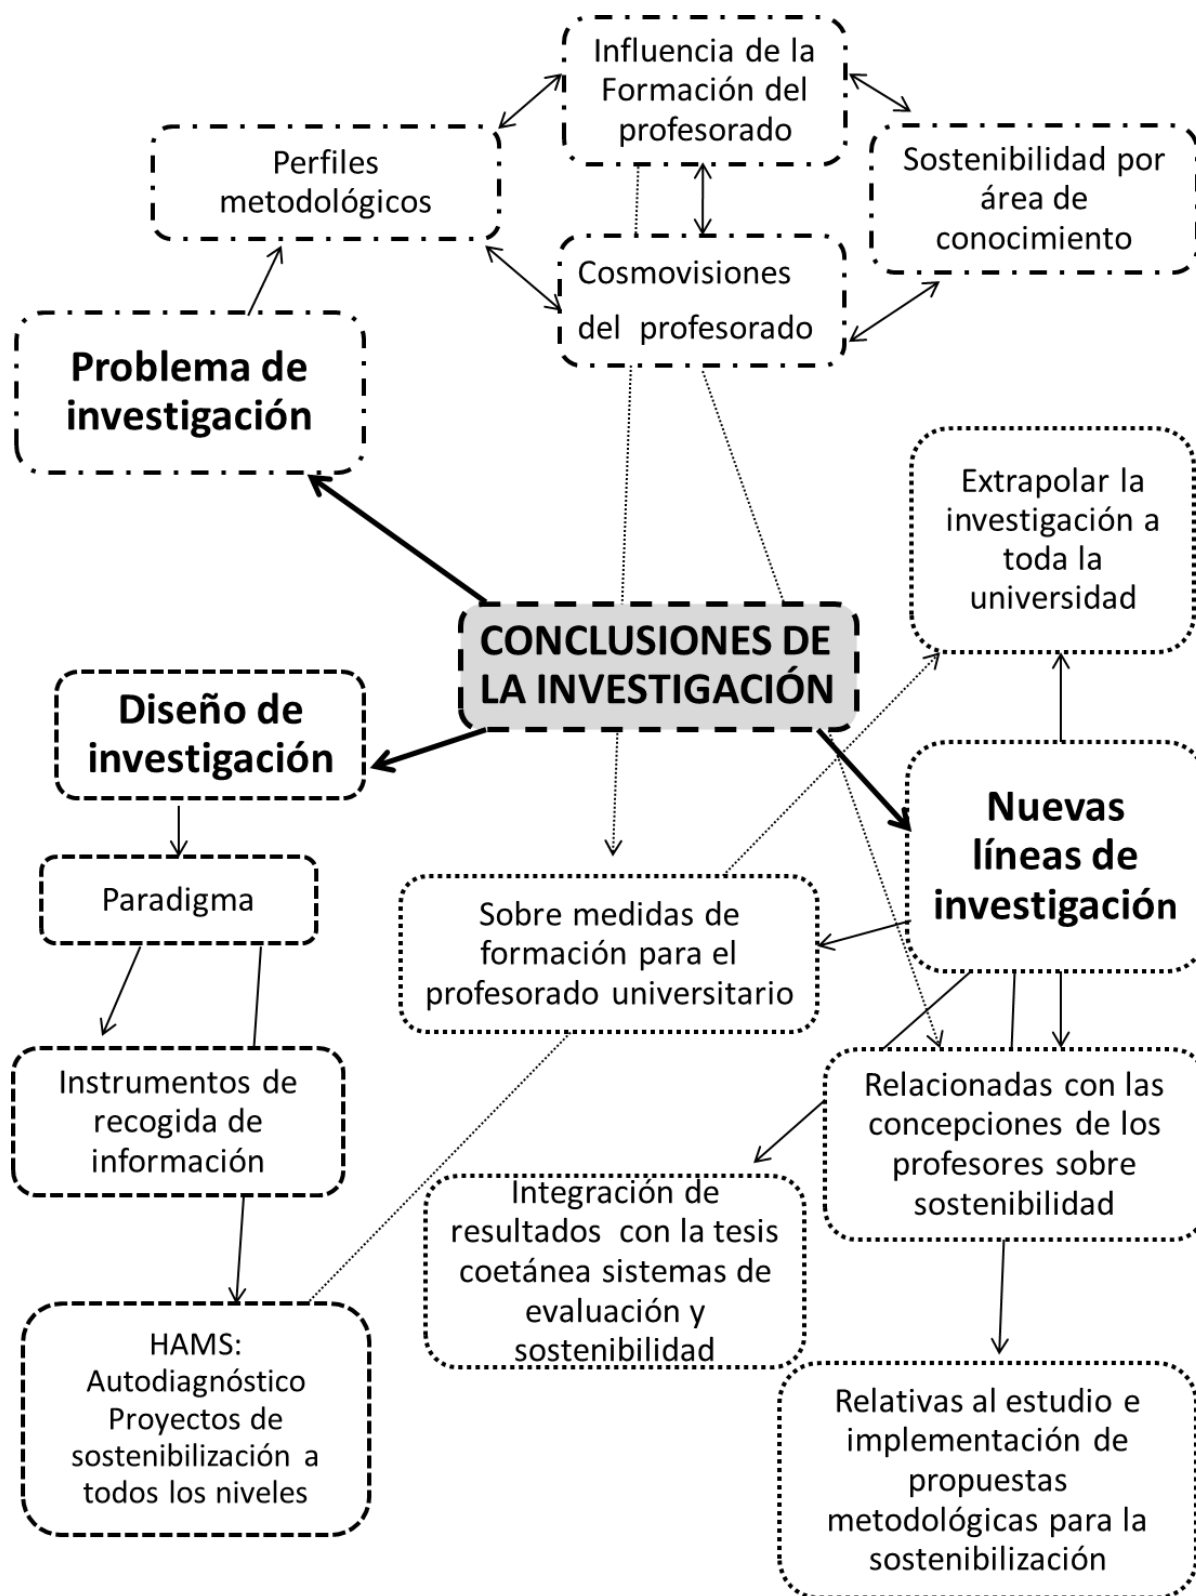 Influencia de la
Formación del
profesorado
Perfiles
metodológicos
Sostenibilidad por
área de
conocimiento
Cosmovisiones
del profesorado
Problema de
investigación
Extrapolar la
investigación a
toda la
universidad
CONCLUSIONES DE
LA INVESTIGACIÓN
Diseño de
investigación
Nuevas
líneas de
investigación
Paradigma
Sobre medidas de
formación para el
profesorado universitario
Instrumentos de
recogida de
información
Relacionadas con las
concepciones de los
profesores sobre
sostenibilidad
Integración de
resultados con la tesis
coetánea sistemas de
evaluación y
sostenibilidad
HAMS:
Autodiagnóstico
Proyectos de
sostenibilización a
todos los niveles
Relativas al estudio e
implementación de
propuestas
metodológicas para la
sostenibilización